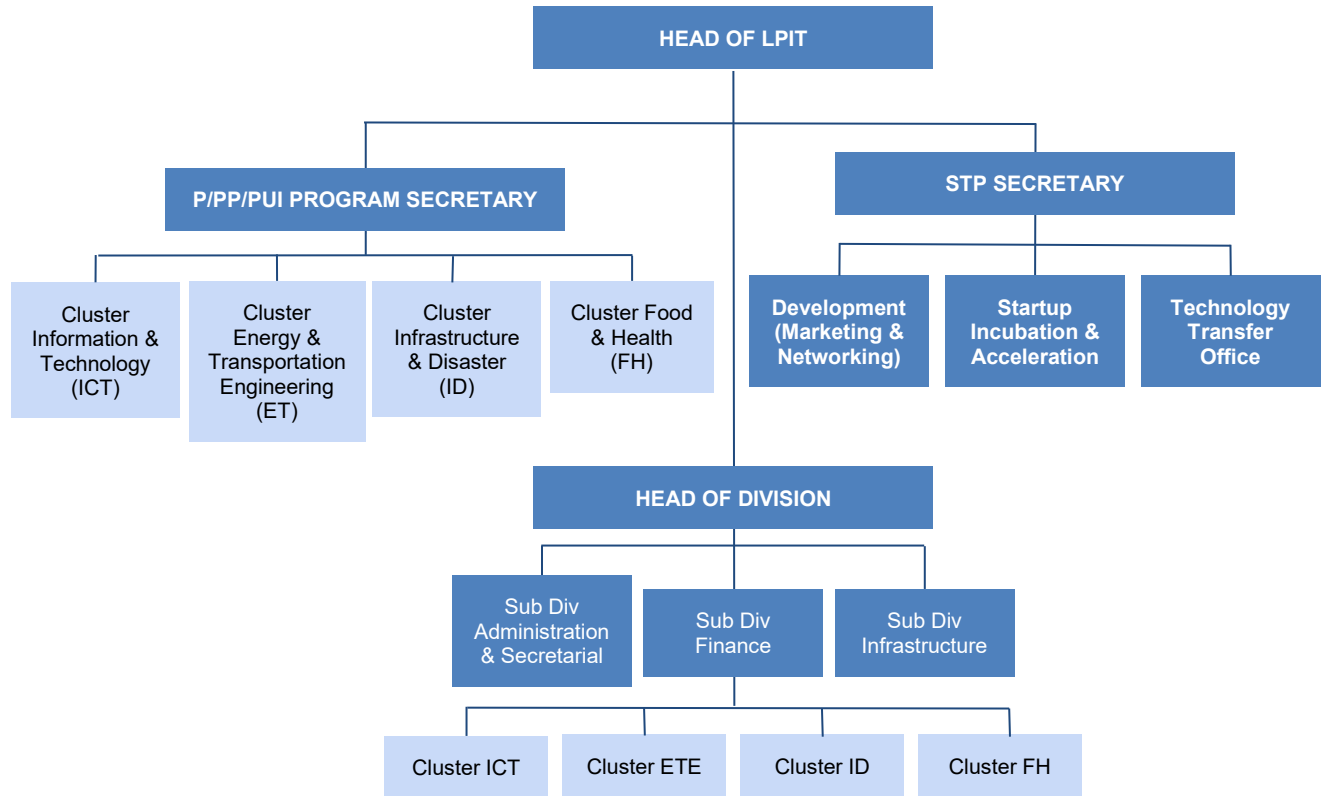 HEAD OF LPIT
P/PP/PUI PROGRAM SECRETARY
STP SECRETARY
Cluster
Information &
Technology
(ICT)
Cluster
Energy &
Transportation
Engineering
(ET)
Cluster
Infrastructure
& Disaster
(ID)
Cluster Food
& Health
(FH)
Development
(Marketing &
Networking)
Startup
Incubation &
Acceleration
Technology
Transfer
Office
HEAD OF DIVISION
Sub Div
Administration
& Secretarial
Sub Div
Finance
Sub Div
Infrastructure
Cluster ICT
Cluster ETE
Cluster ID
Cluster FH